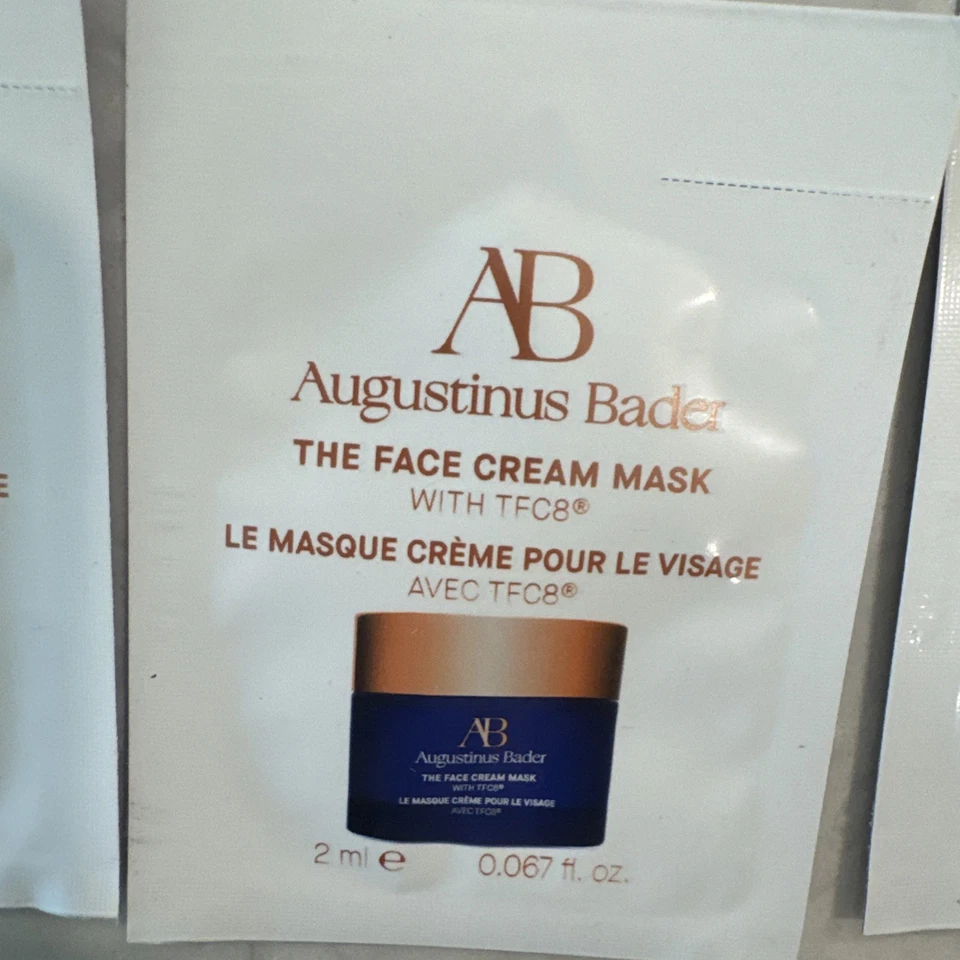 AB
Augustinus Bader
THE FACE CREAM MASK
WITH TFC8®
LE MASQUE CRÈME POUR LE VISAGE
AVEC TFC8®
AB
Augustinus Bader
THE FACE CREAM MASK
WITH TFC8®
LE MASQUE CRÈME POUR LE VISAGE
AVEC TFC8®
2 ml e 0.067 fl. oz.
E